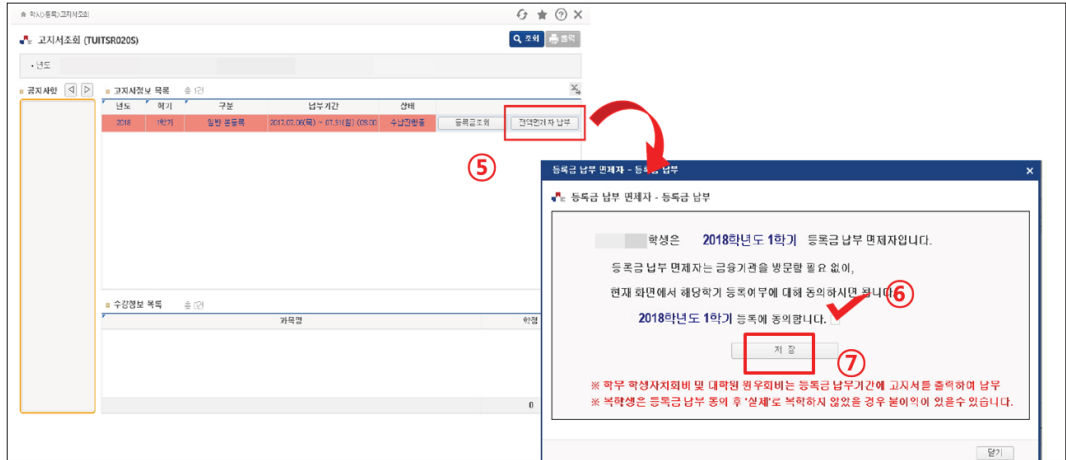 학사>등록>고지서조회
고지서조회 (TUITSR020S)
조회
출력
• 년도
공지사항
고지서정보 목록 총 1건
년도 학기 구분 납부기간 상태
2018 1학기 일반 본등록 2017.07.06(목) ~ 07.31(월) (09:00 수납진행중 등록금조회 전액면제자 납부
⑤
등록금 납부 면제자 - 등록금 납부
등록금 납부 면제자 - 등록금 납부
학생은 2018학년도 1학기 등록금 납부 면제자입니다.
등록금 납부 면제자는 금융기관을 방문할 필요 없이,
현재 화면에서 해당학기 등록여부에 대해 동의하시면 됩니다.
⑥
2018학년도 1학기 등록에 동의합니다.
저 장
⑦
※ 학부 학생자치회비 및 대학원 원우회비는 등록금 납부기간에 고지서를 출력하여 납부
※ 복학생은 등록금 납부 동의 후 '실제'로 복학하지 않았을 경우 불이익이 있을수 있습니다.
닫기
수강정보 목록 총 0건
과목명 학점
0